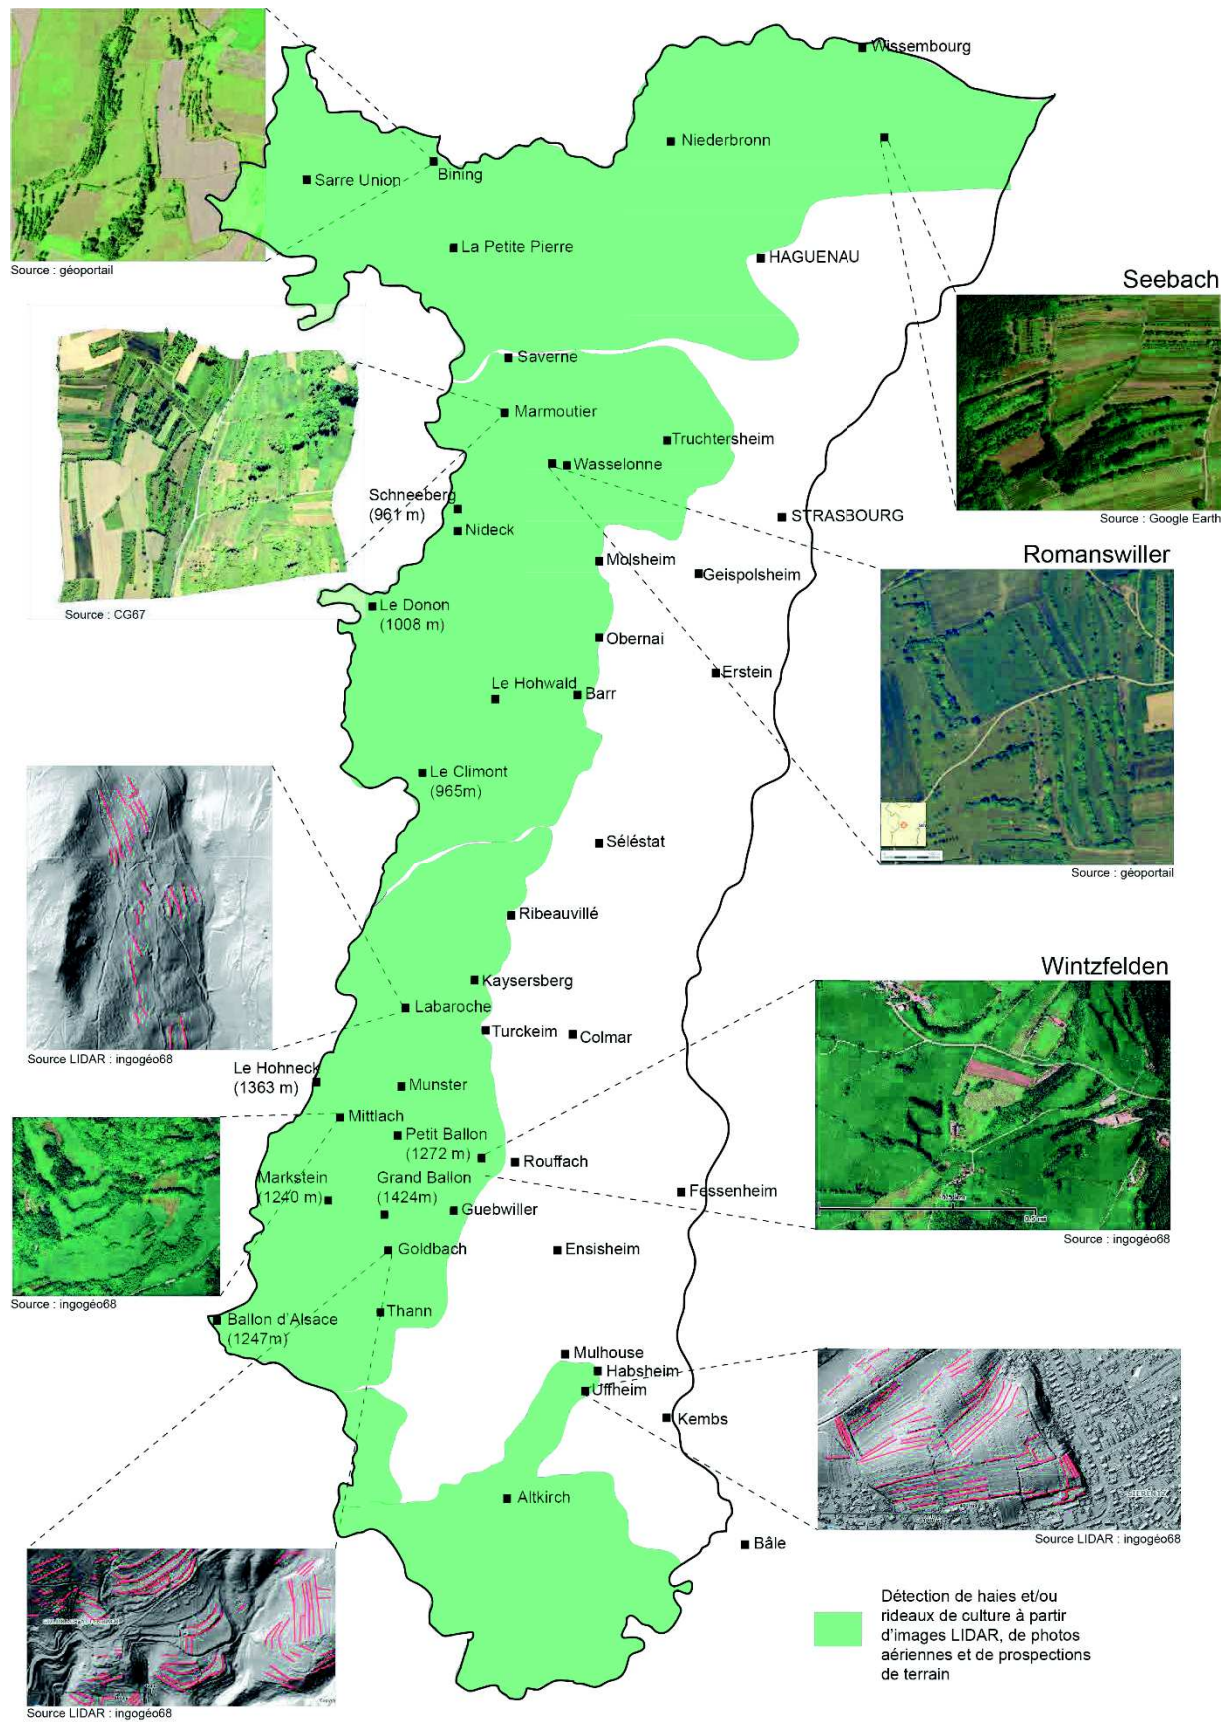 Wissembourg
Niederbronn
Bining
Sarre Union
La Petite Pierre
HAGUENAU
Source : géoportail
Seebach
Source : Google Earth
Saverne
Marmoutier
Truchtersheim
Wasselonne
Schneeberg
(961 m)
Nideck
STRASBOURG
Molsheim
Geispolsheim
Source : CG67
Le Donon
(1008 m)
Romanswiller
Source : géoportail
Obernai
Erstein
Le Hohwald
Barr
Le Climont
(965m)
Séléstat
Ribeauvillé
Kaysersberg
Labaroche
Turckeim
Colmar
Source LIDAR : ingogéo68
Wintzfelden
Source : ingogéo68
Le Hohneck
(1363 m)
Munster
Mittlach
Petit Ballon
(1272 m)
Rouffach
Markstein
(1240 m)
Grand Ballon
(1424m)
Fessenheim
Guebwiller
Goldbach
Ensisheim
Source : ingogéo68
Ballon d'Alsace
(1247m)
Thann
Mulhouse
Habsheim
Uffheim
Kembs
Altkirch
Bâle
Source LIDAR : ingogéo68
Source LIDAR : ingogéo68
Détection de haies et/ou
rideaux de culture à partir
d'images LIDAR, de photos
aériennes et de prospections
de terrain